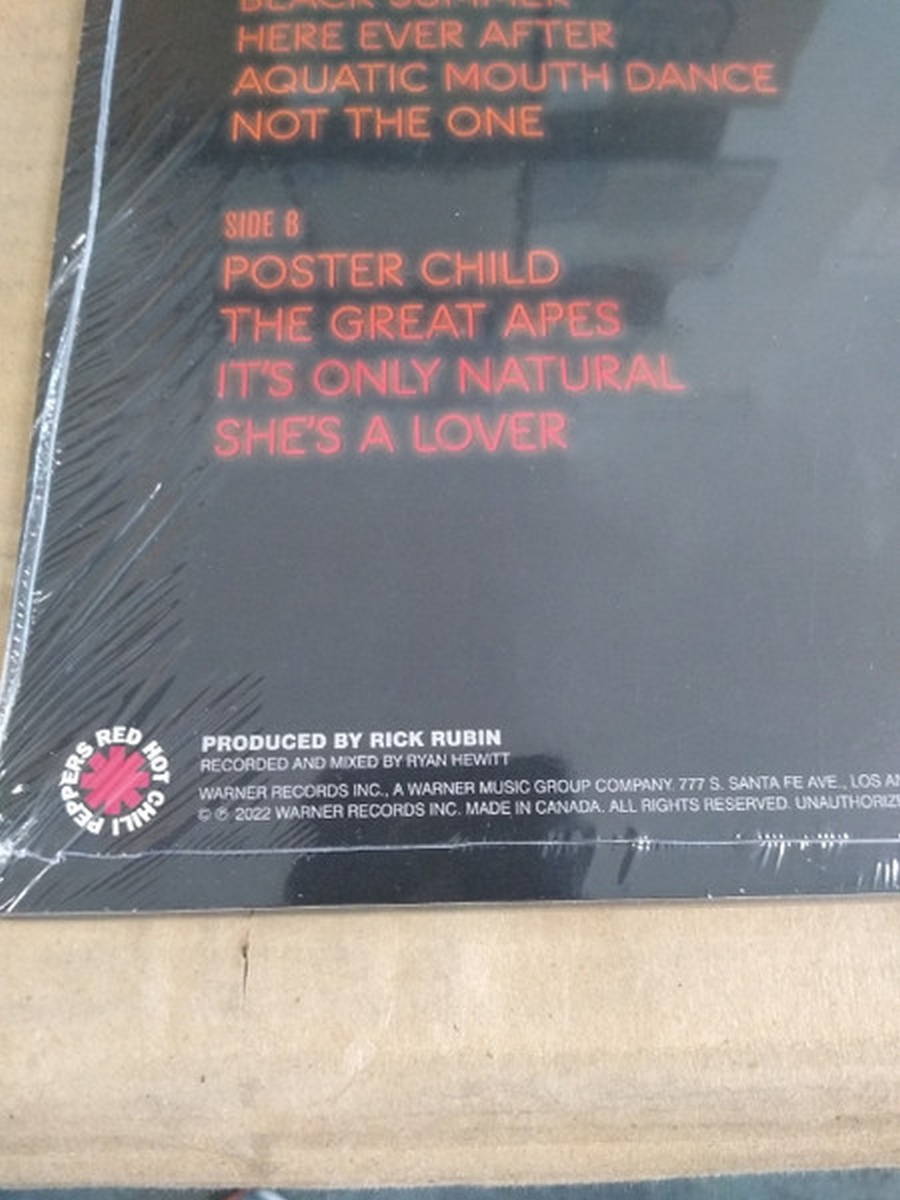 BLACK SUMMER
HERE EVER AFTER
AQUATIC MOUTH DANCE
NOT THE ONE
SIDE B
POSTER CHILD
THE GREAT APES
IT'S ONLY NATURAL
SHE'S A LOVER
RED HOT CHILI PEPPERS
PRODUCED BY RICK RUBIN
RECORDED AND MIXED BY RYAN HEWITT
WARNER RECORDS INC., A WARNER MUSIC GROUP COMPANY. 777 S. SANTA FE AVE., LOS
© ℗ 2022 WARNER RECORDS INC. MADE IN CANADA. ALL RIGHTS RESERVED.